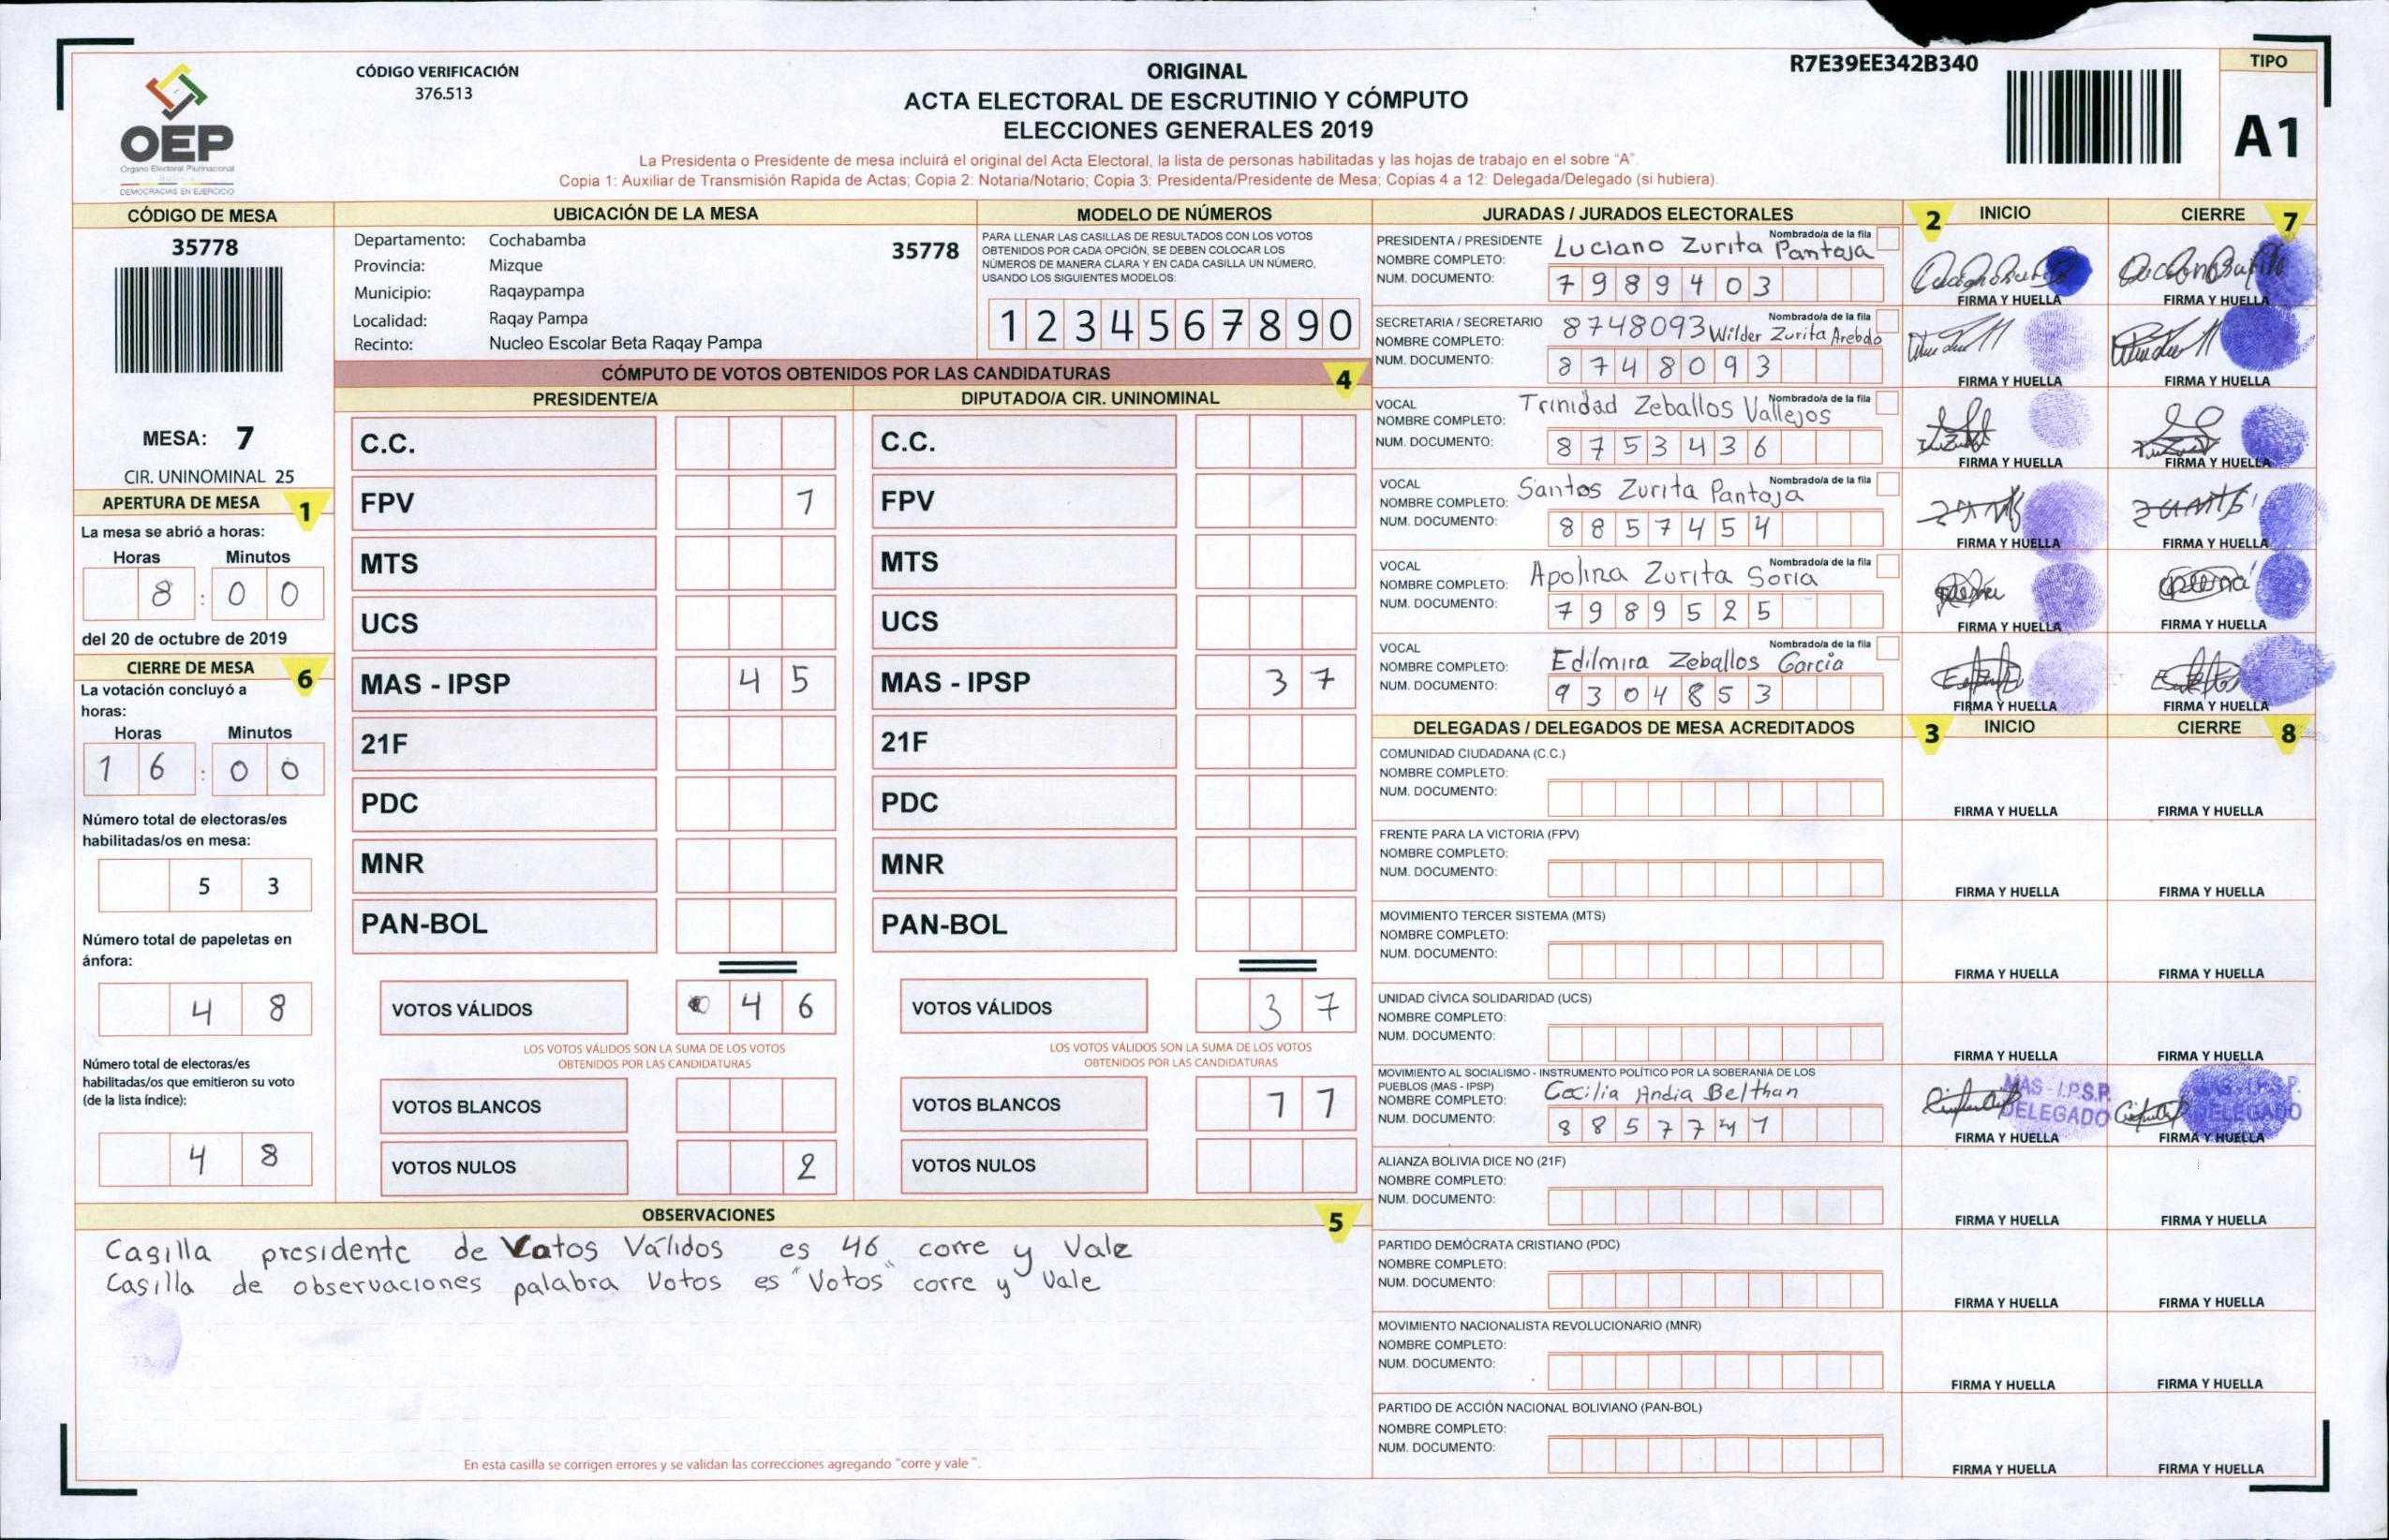 CÓDIGO VERIFICACIÓN
376.513
OEP
Organo Electoral Plurinacional
BOLIVIA
DEMOCRACIAS EN EJERCICIO
ORIGINAL
ACTA ELECTORAL DE ESCRUTINIO Y CÓMPUTO
ELECCIONES GENERALES 2019
La Presidenta o Presidente de mesa incluirá el original del Acta Electoral, la lista de personas habilitadas y las hojas de trabajo en el sobre "A".
Copia 1: Auxiliar de Transmisión Rapida de Actas; Copia 2: Notaria/Notario; Copia 3: Presidenta/Presidente de Mesa; Copias 4 a 12: Delegada/Delegado (si hubiera).
R7E39EE342B340
TIPO
A1
CÓDIGO DE MESA
35778
MESA: 7
CIR. UNINOMINAL 25
APERTURA DE MESA 1
La mesa se abrió a horas:
Horas Minutos
8 : 0 0
del 20 de octubre de 2019
CIERRE DE MESA 6
La votación concluyó a
horas:
Horas Minutos
1 6 : 0 0
Número total de electoras/es
habilitadas/os en mesa:
5 3
Número total de papeletas en
ánfora:
4 8
Número total de electoras/es
habilitadas/os que emitieron su voto
(de la lista índice):
4 8
UBICACIÓN DE LA MESA
Departamento: Cochabamba
35778
Provincia: Mizque
Municipio: Raqaypampa
Localidad: Raqay Pampa
Recinto: Nucleo Escolar Beta Raqay Pampa
MODELO DE NÚMEROS
PARA LLENAR LAS CASILLAS DE RESULTADOS CON LOS VOTOS
OBTENIDOS POR CADA OPCIÓN, SE DEBEN COLOCAR LOS
NÚMEROS DE MANERA CLARA Y EN CADA CASILLA UN NÚMERO,
USANDO LOS SIGUIENTES MODELOS:
1 2 3 4 5 6 7 8 9 0
CÓMPUTO DE VOTOS OBTENIDOS POR LAS CANDIDATURAS 4
PRESIDENTE/A
C.C.
FPV 1
MTS
UCS
MAS - IPSP 4 5
21F
PDC
MNR
PAN-BOL
VOTOS VÁLIDOS 4 6
LOS VOTOS VÁLIDOS SON LA SUMA DE LOS VOTOS
OBTENIDOS POR LAS CANDIDATURAS
VOTOS BLANCOS
VOTOS NULOS 2
DIPUTADO/A CIR. UNINOMINAL
C.C.
FPV
MTS
UCS
MAS - IPSP 3 7
21F
PDC
MNR
PAN-BOL
VOTOS VÁLIDOS 3 7
LOS VOTOS VÁLIDOS SON LA SUMA DE LOS VOTOS
OBTENIDOS POR LAS CANDIDATURAS
VOTOS BLANCOS 1 1
VOTOS NULOS
OBSERVACIONES 5
Casilla presidente de Votos Válidos es 46 corre y Vale
Casilla de observaciones palabra Votos es "Votos" corre y Vale
En esta casilla se corrigen errores y se validan las correcciones agregando "corre y vale ".
JURADAS / JURADOS ELECTORALES
2 INICIO
CIERRE 7
PRESIDENTA / PRESIDENTE Nombrado/a de la fila
NOMBRE COMPLETO: Luciano Zurita Pantoja
NUM. DOCUMENTO: 7 9 8 9 4 0 3
FIRMA Y HUELLA FIRMA Y HUELLA
SECRETARIA / SECRETARIO Nombrado/a de la fila
NOMBRE COMPLETO: 8748093 Wilder Zurita Arebdo
NUM. DOCUMENTO: 8 7 4 8 0 9 3
FIRMA Y HUELLA FIRMA Y HUELLA
VOCAL Nombrado/a de la fila
NOMBRE COMPLETO: Trinidad Zeballos Vallejos
NUM. DOCUMENTO: 8 7 5 3 4 3 6
FIRMA Y HUELLA FIRMA Y HUELLA
VOCAL Nombrado/a de la fila
NOMBRE COMPLETO: Santos Zurita Pantoja
NUM. DOCUMENTO: 8 8 5 7 4 5 4
FIRMA Y HUELLA FIRMA Y HUELLA
VOCAL Nombrado/a de la fila
NOMBRE COMPLETO: Apolina Zurita Soria
NUM. DOCUMENTO: 7 9 8 9 5 2 5
FIRMA Y HUELLA FIRMA Y HUELLA
VOCAL Nombrado/a de la fila
NOMBRE COMPLETO: Edilmira Zeballos Garcia
NUM. DOCUMENTO: 9 3 0 4 8 5 3
FIRMA Y HUELLA FIRMA Y HUELLA
DELEGADAS / DELEGADOS DE MESA ACREDITADOS
3 INICIO
CIERRE 8
COMUNIDAD CIUDADANA (C.C.)
NOMBRE COMPLETO:
NUM. DOCUMENTO:
FIRMA Y HUELLA FIRMA Y HUELLA
FRENTE PARA LA VICTORIA (FPV)
NOMBRE COMPLETO:
NUM. DOCUMENTO:
FIRMA Y HUELLA FIRMA Y HUELLA
MOVIMIENTO TERCER SISTEMA (MTS)
NOMBRE COMPLETO:
NUM. DOCUMENTO:
FIRMA Y HUELLA FIRMA Y HUELLA
UNIDAD CÍVICA SOLIDARIDAD (UCS)
NOMBRE COMPLETO:
NUM. DOCUMENTO:
FIRMA Y HUELLA FIRMA Y HUELLA
MOVIMIENTO AL SOCIALISMO - INSTRUMENTO POLÍTICO POR LA SOBERANIA DE LOS
PUEBLOS (MAS - IPSP)
NOMBRE COMPLETO: Cecilia Andia Belthan
NUM. DOCUMENTO: 8 8 5 7 7 4 1
MAS - I.P.S.P. MAS - I.P.S.P.
DELEGADO DELEGADO
FIRMA Y HUELLA FIRMA Y HUELLA
ALIANZA BOLIVIA DICE NO (21F)
NOMBRE COMPLETO:
NUM. DOCUMENTO:
FIRMA Y HUELLA FIRMA Y HUELLA
PARTIDO DEMÓCRATA CRISTIANO (PDC)
NOMBRE COMPLETO:
NUM. DOCUMENTO:
FIRMA Y HUELLA FIRMA Y HUELLA
MOVIMIENTO NACIONALISTA REVOLUCIONARIO (MNR)
NOMBRE COMPLETO:
NUM. DOCUMENTO:
FIRMA Y HUELLA FIRMA Y HUELLA
PARTIDO DE ACCIÓN NACIONAL BOLIVIANO (PAN-BOL)
NOMBRE COMPLETO:
NUM. DOCUMENTO:
FIRMA Y HUELLA FIRMA Y HUELLA